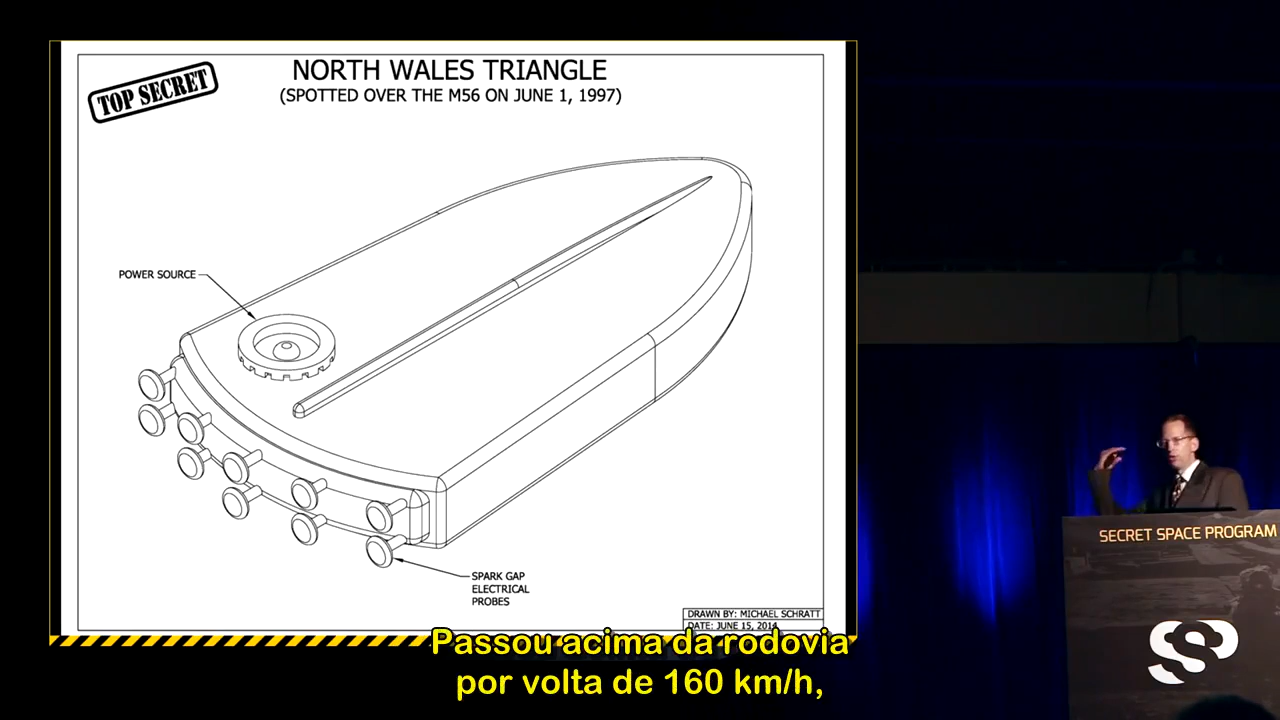 TOP SECRET
NORTH WALES TRIANGLE
(SPOTTED OVER THE M56 ON JUNE 1, 1997)
POWER SOURCE
SPARK GAP
ELECTRICAL
PROBES
DRAWN BY: MICHAEL SCHRATT
DATE: JUNE 15, 2014
SECRET SPACE PROGRAM
SSP
Passou acima da rodovia
por volta de 160 km/h,